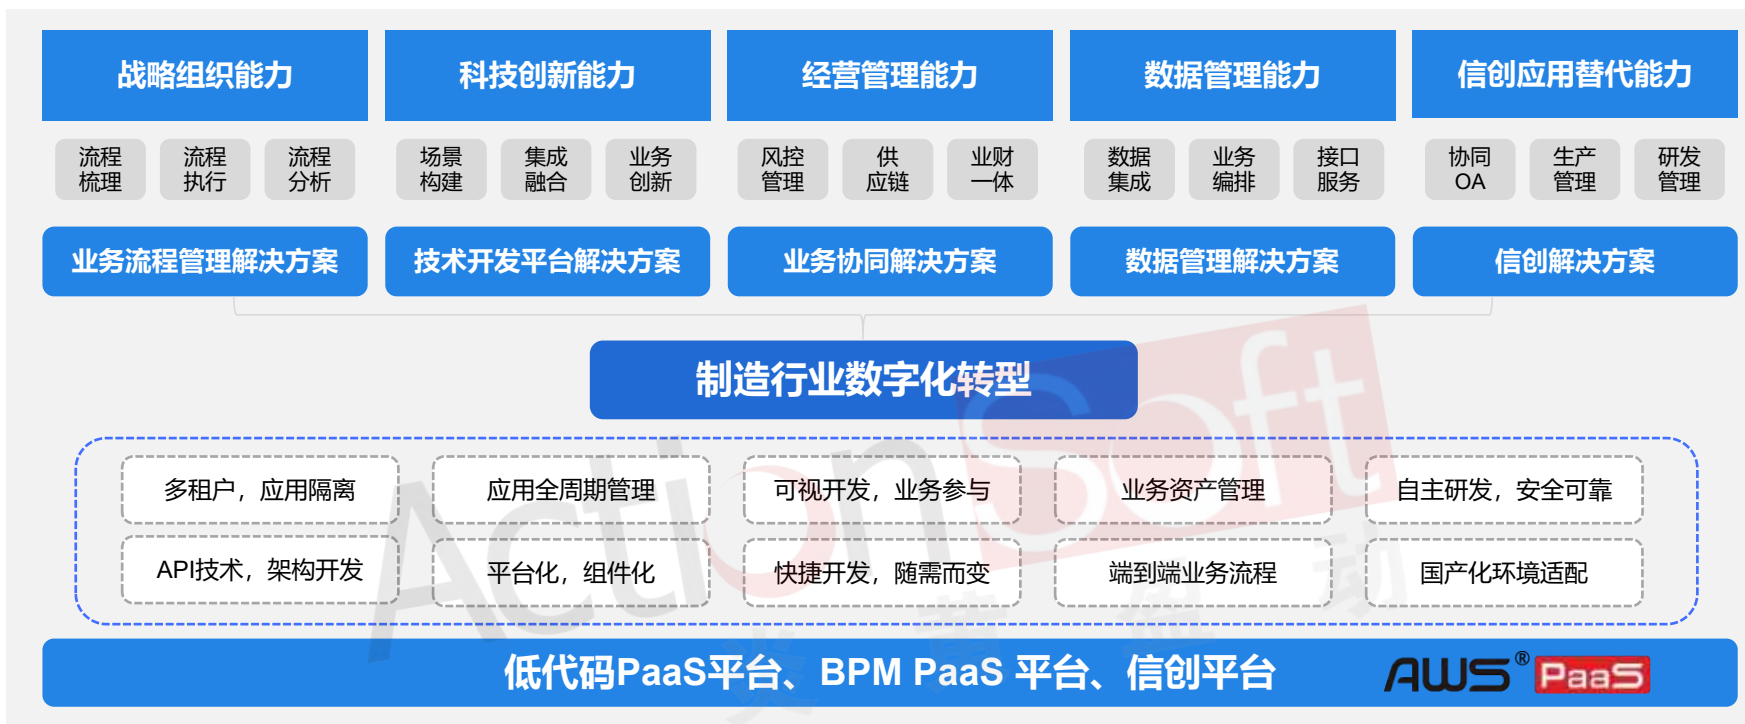 战略组织能力
科技创新能力
经营管理能力
数据管理能力
信创应用替代能力
流程
梳理
流程
执行
流程
分析
场景
构建
集成
融合
业务
创新
风控
管理
供
应链
业财
一体
数据
集成
业务
编排
接口
服务
协同
OA
生产
管理
研发
管理
业务流程管理解决方案
技术开发平台解决方案
业务协同解决方案
数据管理解决方案
信创解决方案
制造行业数字化转型
多租户，应用隔离
应用全周期管理
可视开发，业务参与
业务资产管理
自主研发，安全可靠
API技术，架构开发
平台化，组件化
快捷开发，随需而变
端到端业务流程
国产化环境适配
低代码PaaS平台、BPM PaaS 平台、信创平台
AWS® PaaS
ActionSoft